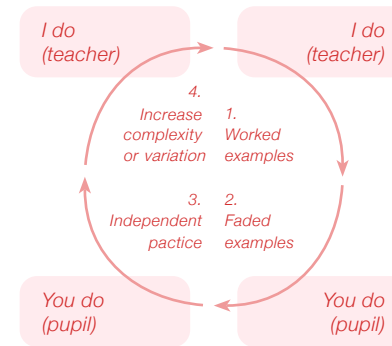 I do
(teacher)
I do
(teacher)
4.
Increase
complexity
or variation
1.
Worked
examples
3.
Independent
pactice
2.
Faded
examples
You do
(pupil)
You do
(pupil)